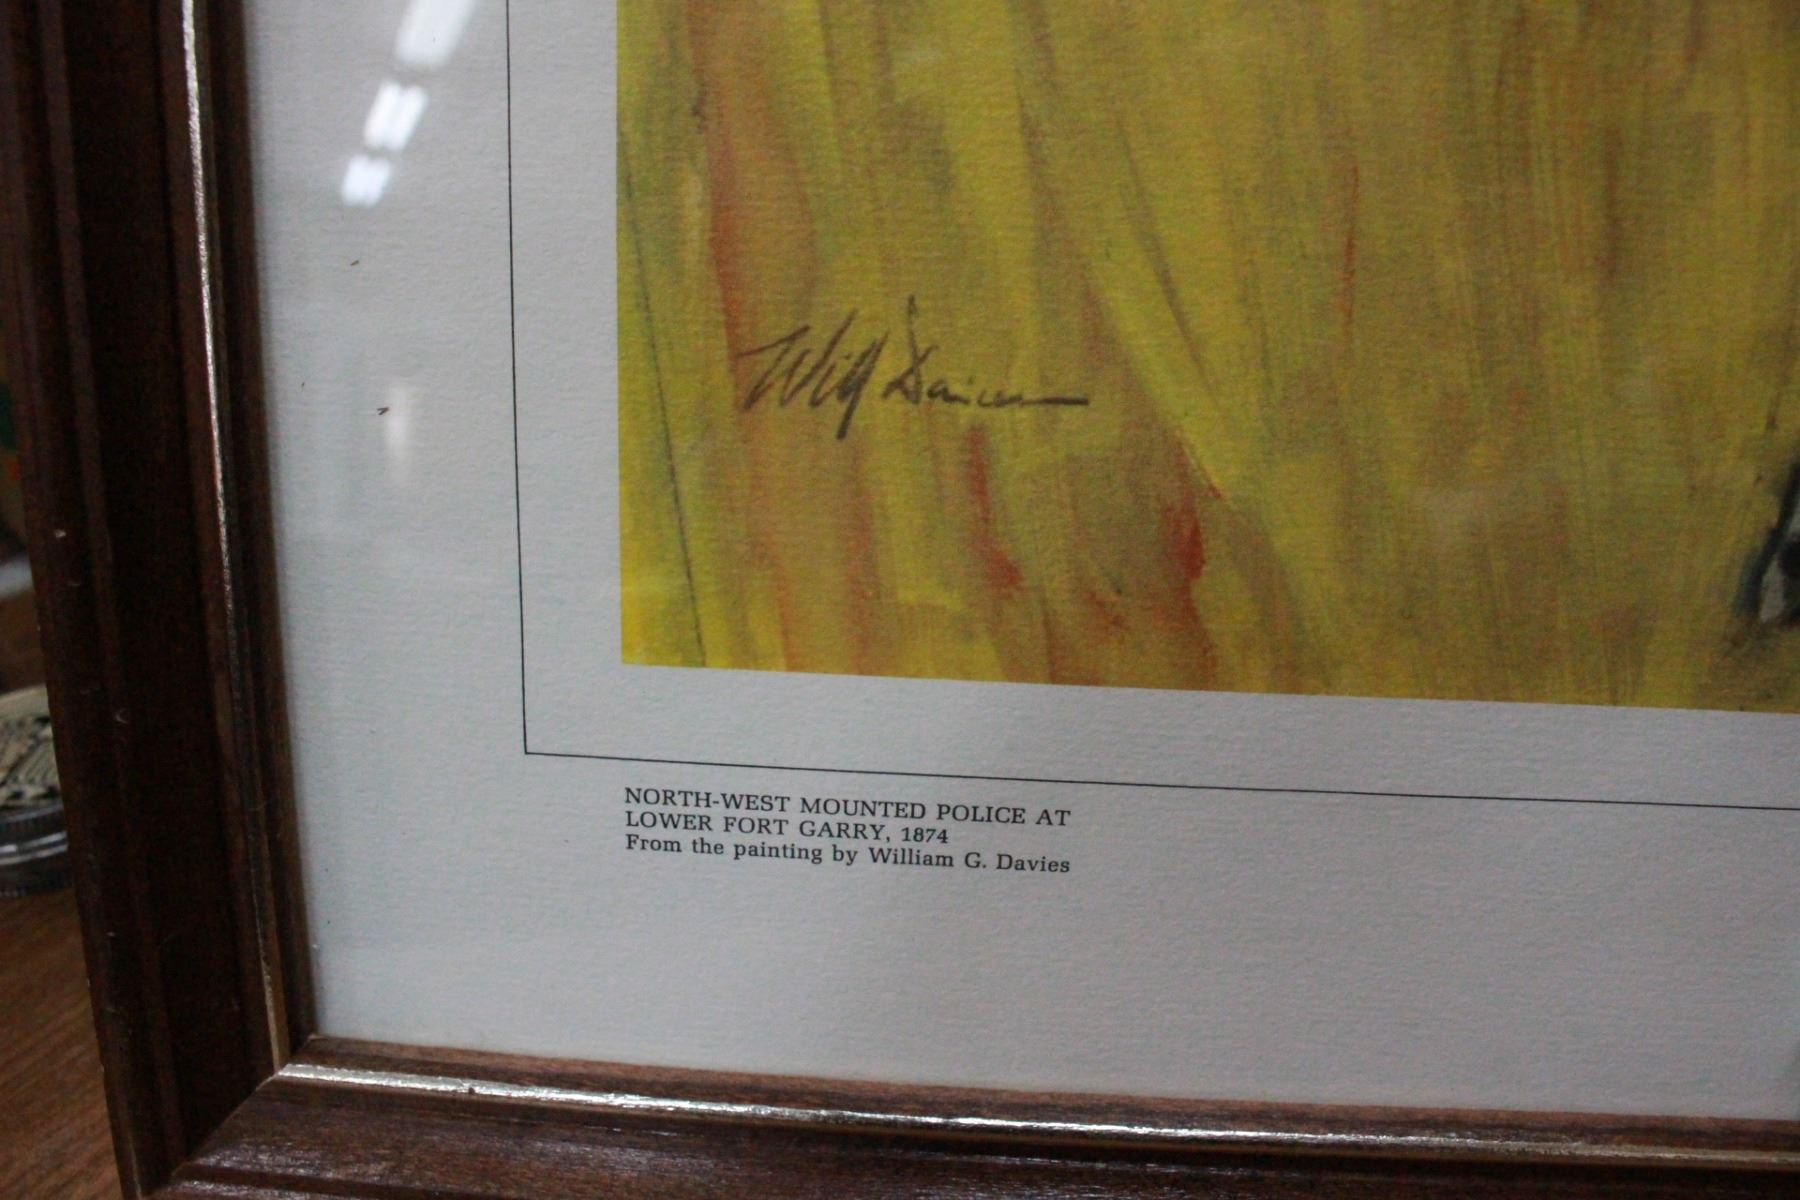 Will Davies
NORTH-WEST MOUNTED POLICE AT
LOWER FORT GARRY, 1874
From the painting by William G. Davies